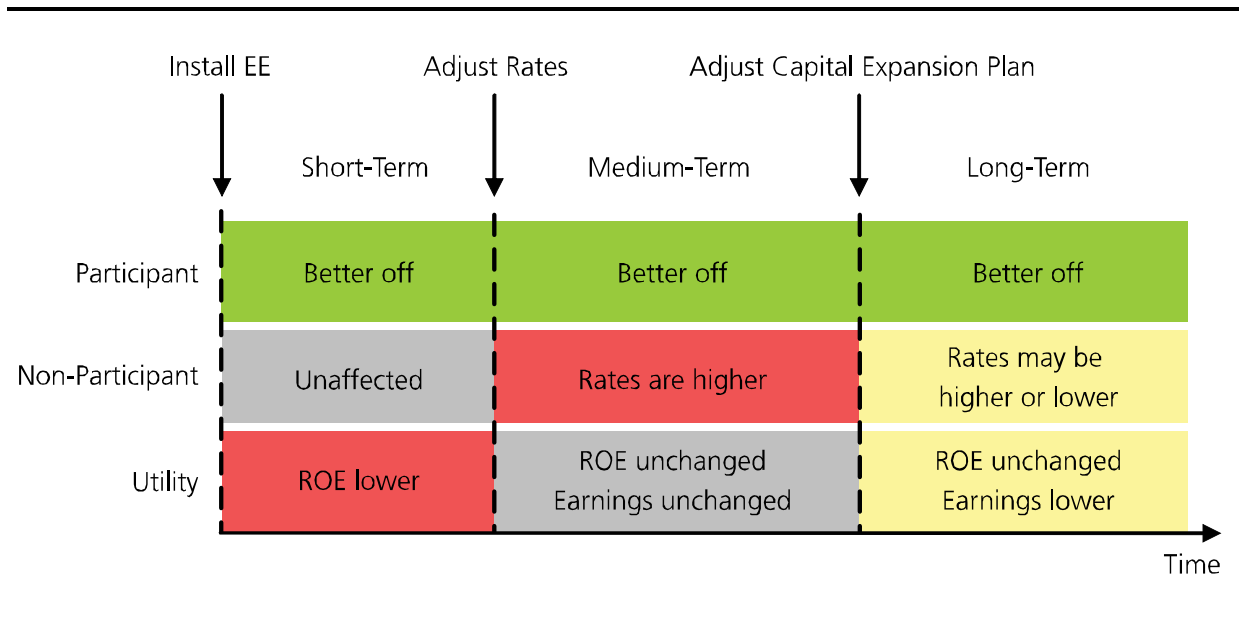 Install EE
Adjust Rates
Adjust Capital Expansion Plan
Short-Term
Medium-Term
Long-Term
Participant
Better off
Better off
Better off
Non-Participant
Unaffected
Rates are higher
Rates may be
higher or lower
Utility
ROE lower
ROE unchanged
Earnings unchanged
ROE unchanged
Earnings lower
Time